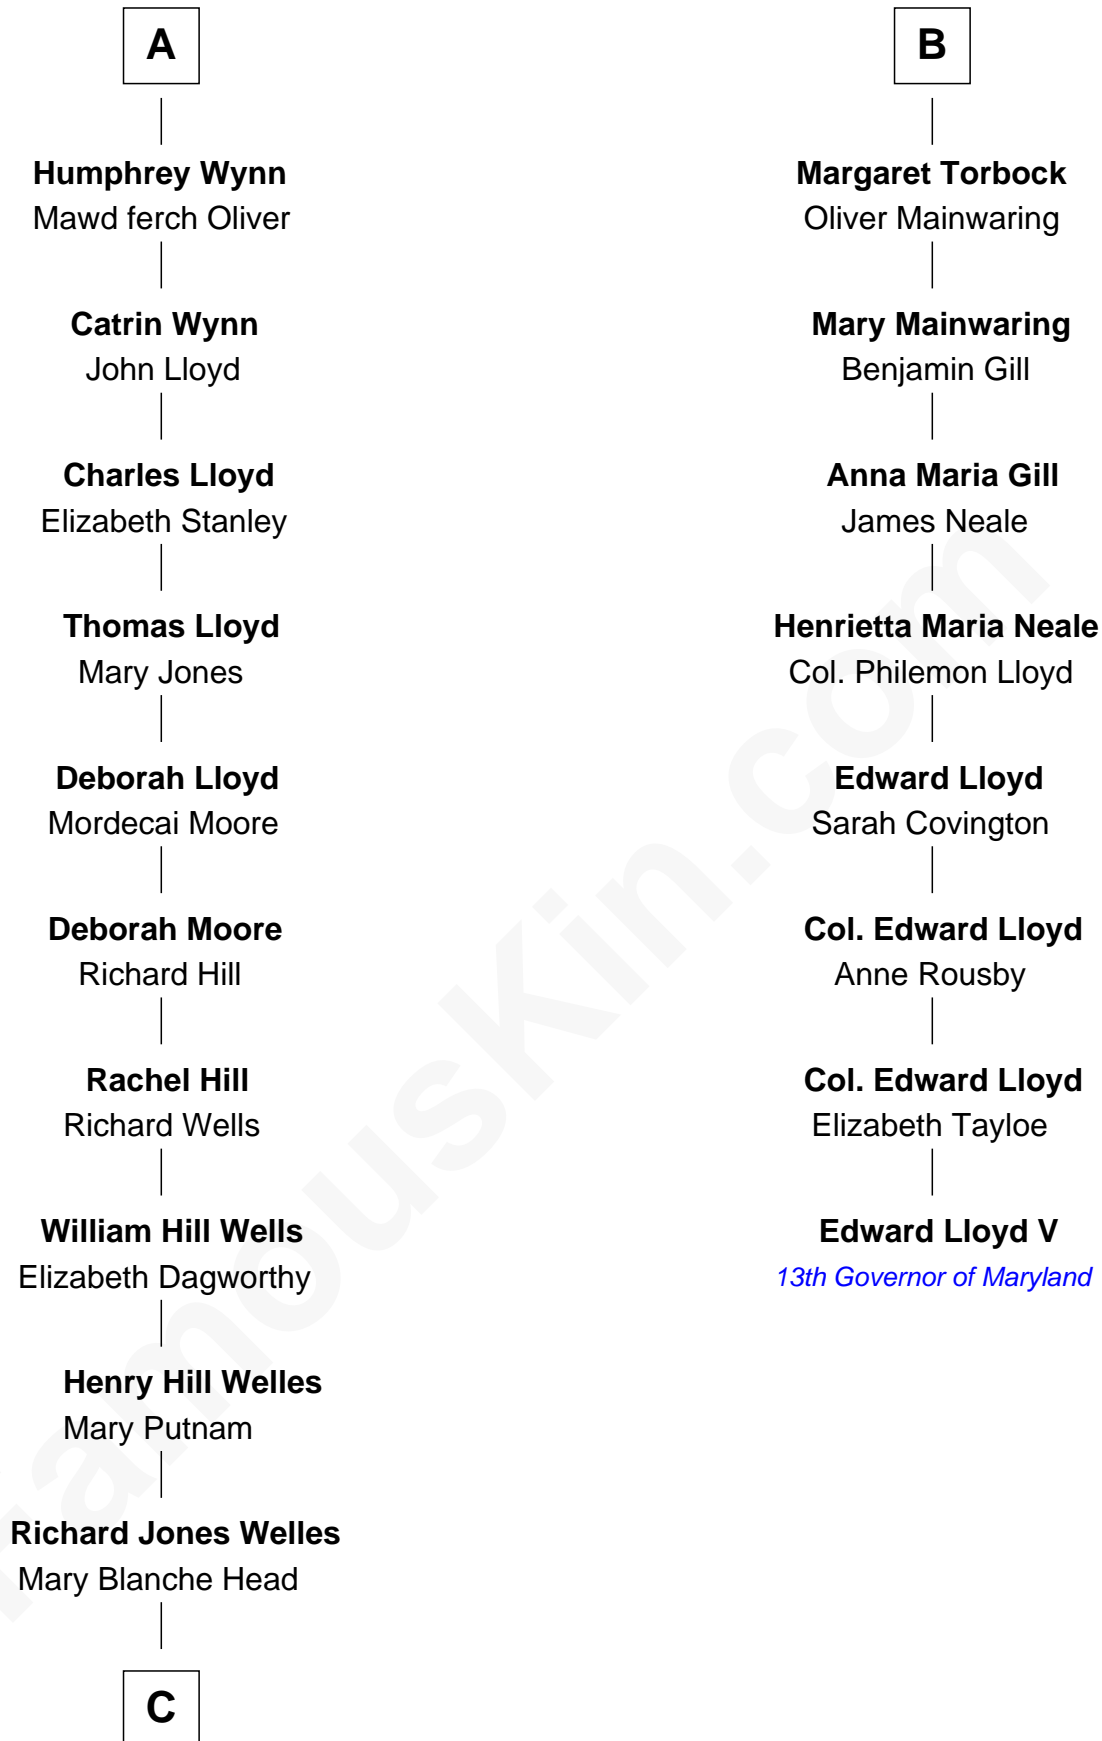 A
Humphrey Wynn
Mawd ferch Oliver
Catrin Wynn
John Lloyd
Charles Lloyd
Elizabeth Stanley
Thomas Lloyd
Mary Jones
Deborah Lloyd
Mordecai Moore
Deborah Moore
Richard Hill
Rachel Hill
Richard Wells
William Hill Wells
Elizabeth Dagworthy
Henry Hill Welles
Mary Putnam
Richard Jones Welles
Mary Blanche Head
C
B
Margaret Torbock
Oliver Mainwaring
Mary Mainwaring
Benjamin Gill
Anna Maria Gill
James Neale
Henrietta Maria Neale
Col. Philemon Lloyd
Edward Lloyd
Sarah Covington
Col. Edward Lloyd
Anne Rousby
Col. Edward Lloyd
Elizabeth Tayloe
Edward Lloyd V
13th Governor of Maryland
FamousKin.com